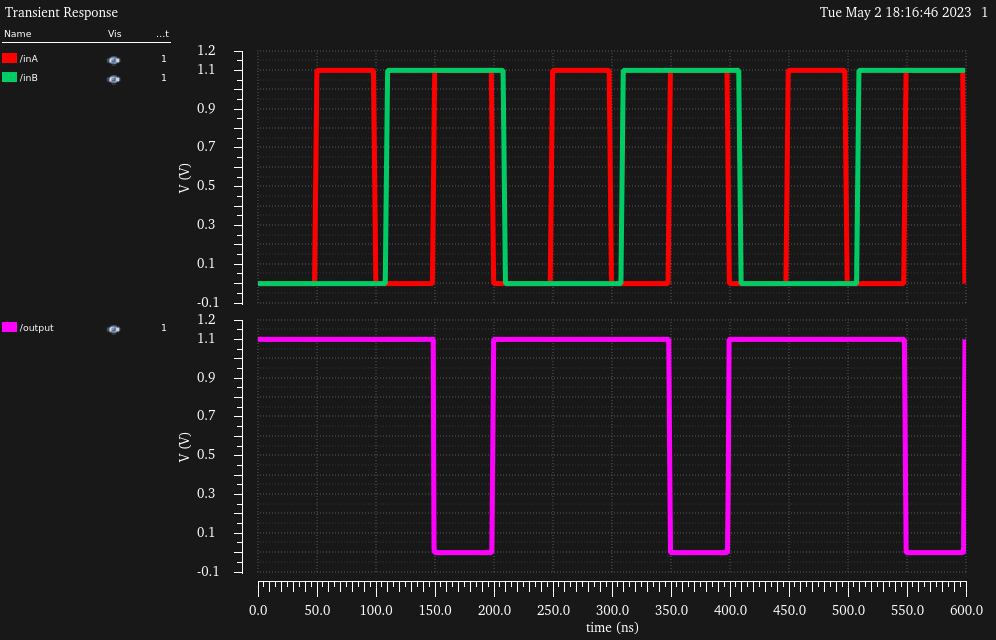 Transient Response
Tue May 2 18:16:46 2023 1
Name Vis ...t
/inA 1
/inB 1
1.2
1.1
0.9
0.7
0.5
0.3
0.1
-0.1
V (V)
/output 1
1.2
1.1
0.9
0.7
0.5
0.3
0.1
-0.1
V (V)
0.0 50.0 100.0 150.0 200.0 250.0 300.0 350.0 400.0 450.0 500.0 550.0 600.0
time (ns)